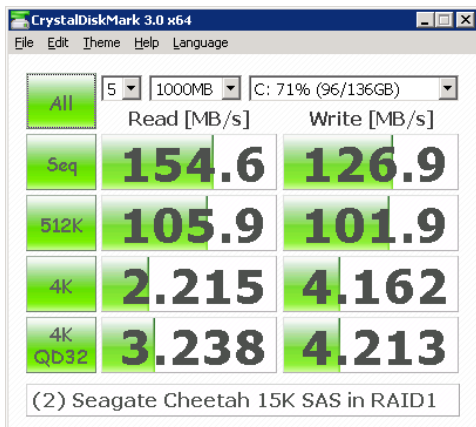 CrystalDiskMark 3.0 x64
File Edit Theme Help Language
All 5 1000MB C: 71% (96/136GB)
Read [MB/s] Write [MB/s]
Seq 154.6 126.9
512K 105.9 101.9
4K 2.215 4.162
4K QD32 3.238 4.213
(2) Seagate Cheetah 15K SAS in RAID1